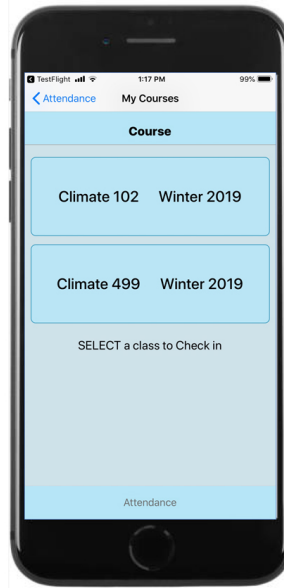 TestFlight 1:17 PM 99%
Attendance My Courses
Course
Climate 102 Winter 2019
Climate 499 Winter 2019
SELECT a class to Check in
Attendance